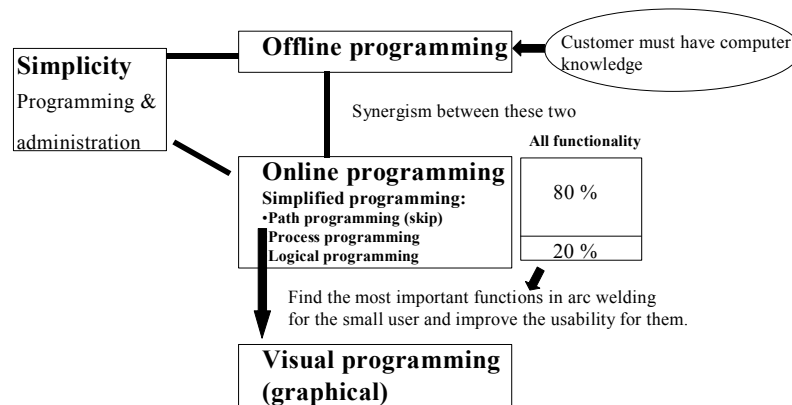 Offline programming
Customer must have computer
knowledge
Simplicity
Programming &
administration
Synergism between these two
All functionality
Online programming
Simplified programming:
•Path programming (skip)
Process programming
Logical programming
80 %
20 %
Find the most important functions in arc welding
for the small user and improve the usability for them.
Visual programming
(graphical)